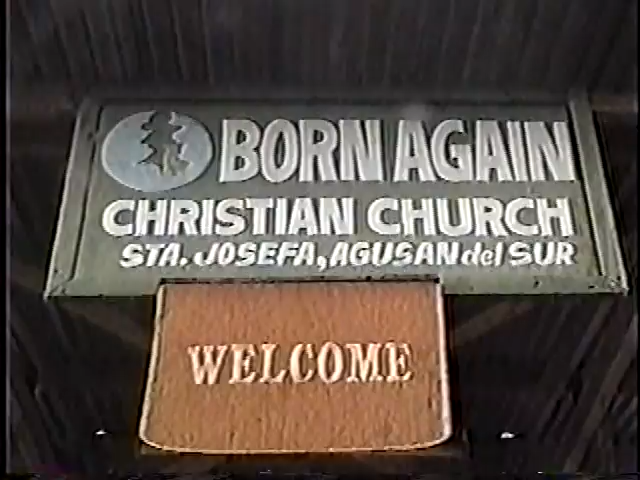 BORN AGAIN
CHRISTIAN CHURCH
STA. JOSEFA, AGUSAN del SUR
WELCOME